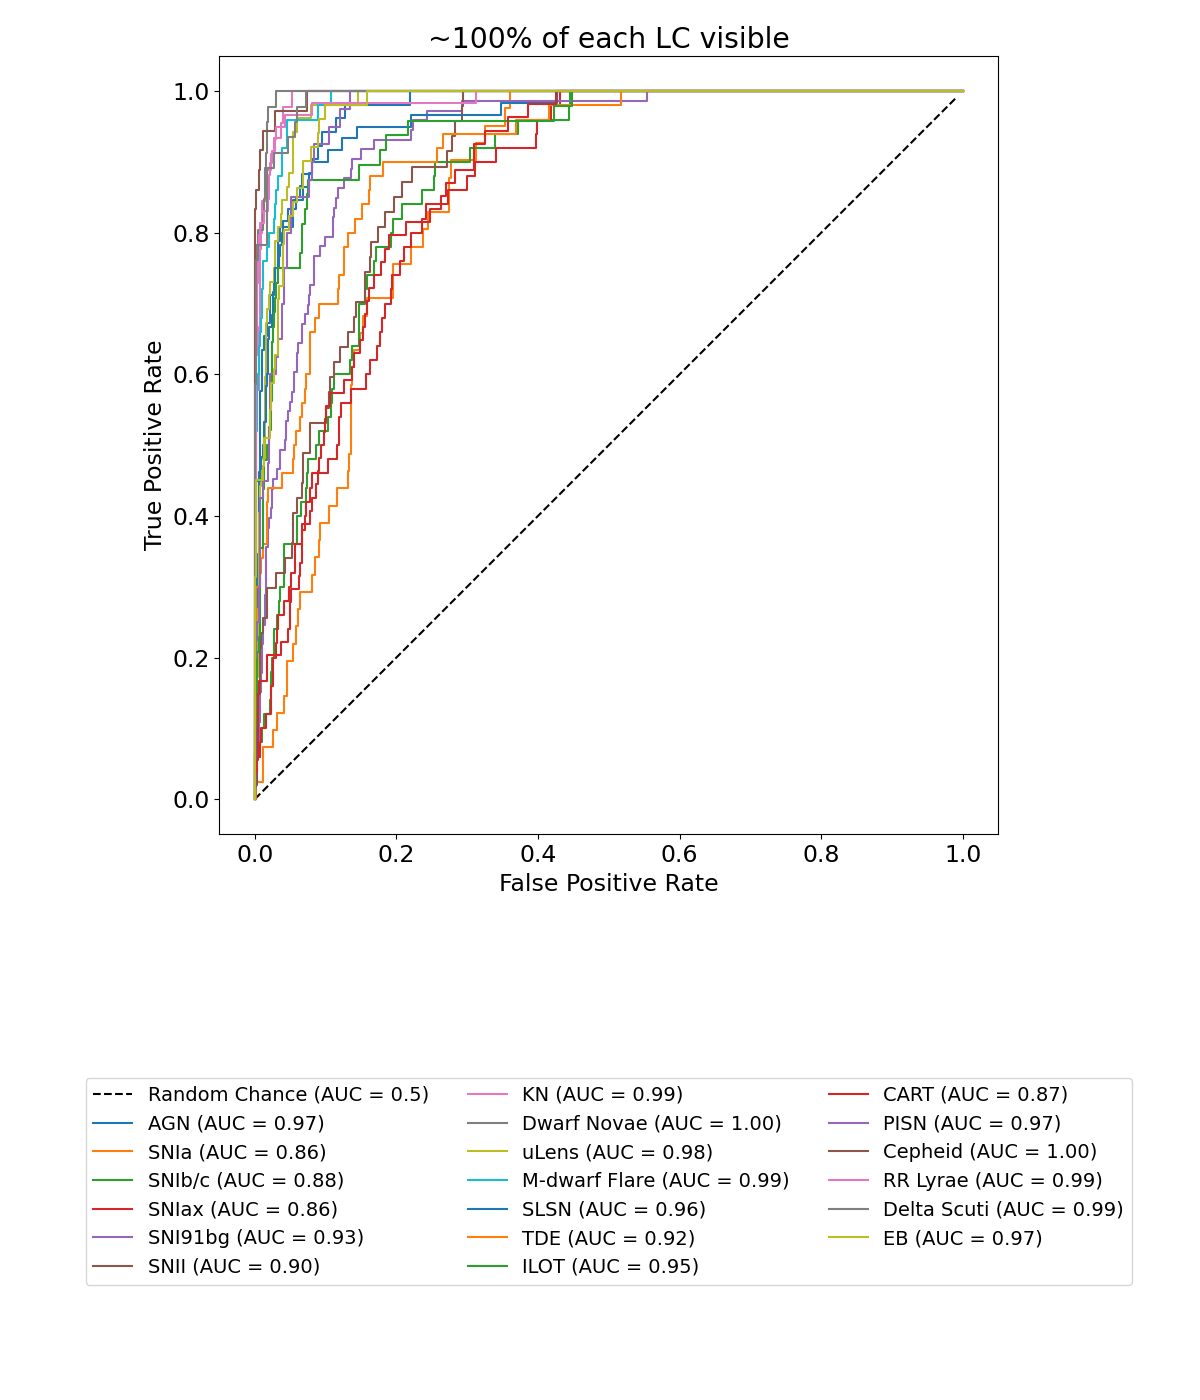 ~100% of each LC visible
1.0
0.8
0.6
0.4
0.2
0.0
True Positive Rate
0.0 0.2 0.4 0.6 0.8 1.0
False Positive Rate
Random Chance (AUC = 0.5)
AGN (AUC = 0.97)
SNIa (AUC = 0.86)
SNIb/c (AUC = 0.88)
SNIax (AUC = 0.86)
SNI91bg (AUC = 0.93)
SNII (AUC = 0.90)
KN (AUC = 0.99)
Dwarf Novae (AUC = 1.00)
uLens (AUC = 0.98)
M-dwarf Flare (AUC = 0.99)
SLSN (AUC = 0.96)
TDE (AUC = 0.92)
ILOT (AUC = 0.95)
CART (AUC = 0.87)
PISN (AUC = 0.97)
Cepheid (AUC = 1.00)
RR Lyrae (AUC = 0.99)
Delta Scuti (AUC = 0.99)
EB (AUC = 0.97)